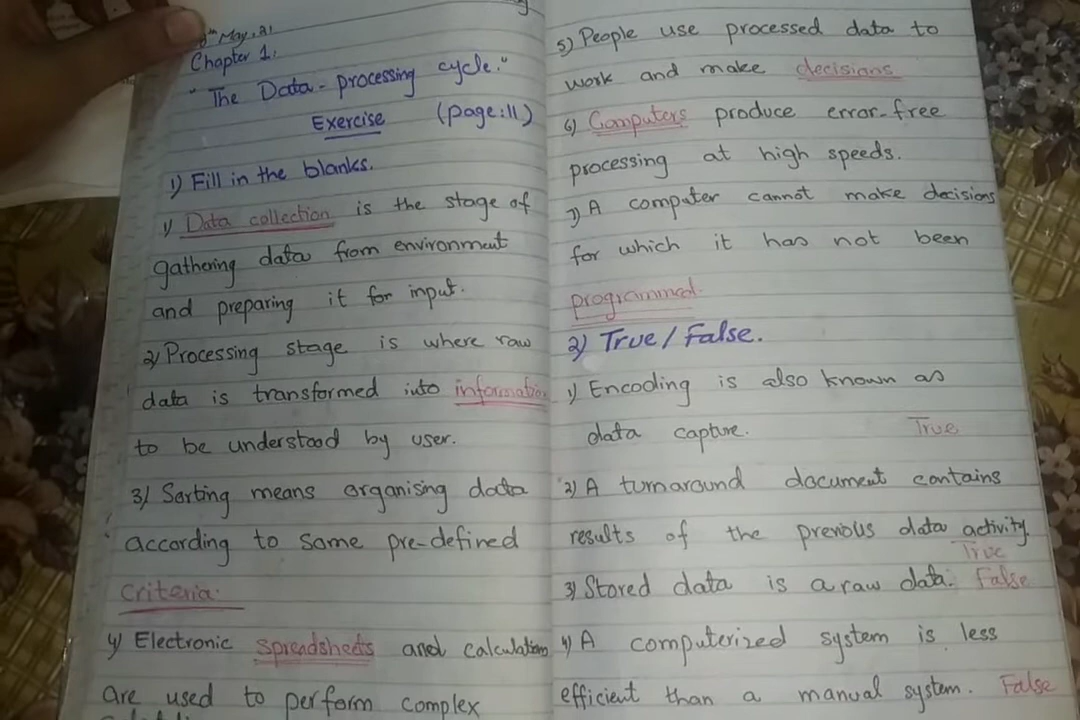 May, 21
Chapter 1.
"The Data-processing cycle."
Exercise (page:11)
1) Fill in the blanks.
1) Data collection is the stage of
gathering data from environment
and preparing it for input.
2) Processing stage is where raw
data is transformed into information
to be understood by user.
3) Sorting means organising data
according to some pre-defined
criteria.
4) Electronic Spreadsheets and calculations
are used to perform complex
5) People use processed data to
work and make decisions
6) Computers produce error-free
processing at high speeds.
7) A computer cannot make decisions
for which it has not been
programmed.
2) True / False.
1) Encoding is also known as
data capture. True
2) A turnaround document contains
results of the previous data activity
True
3) Stored data is a raw data. False
4) A computerized system is less
efficient than a manual system. False